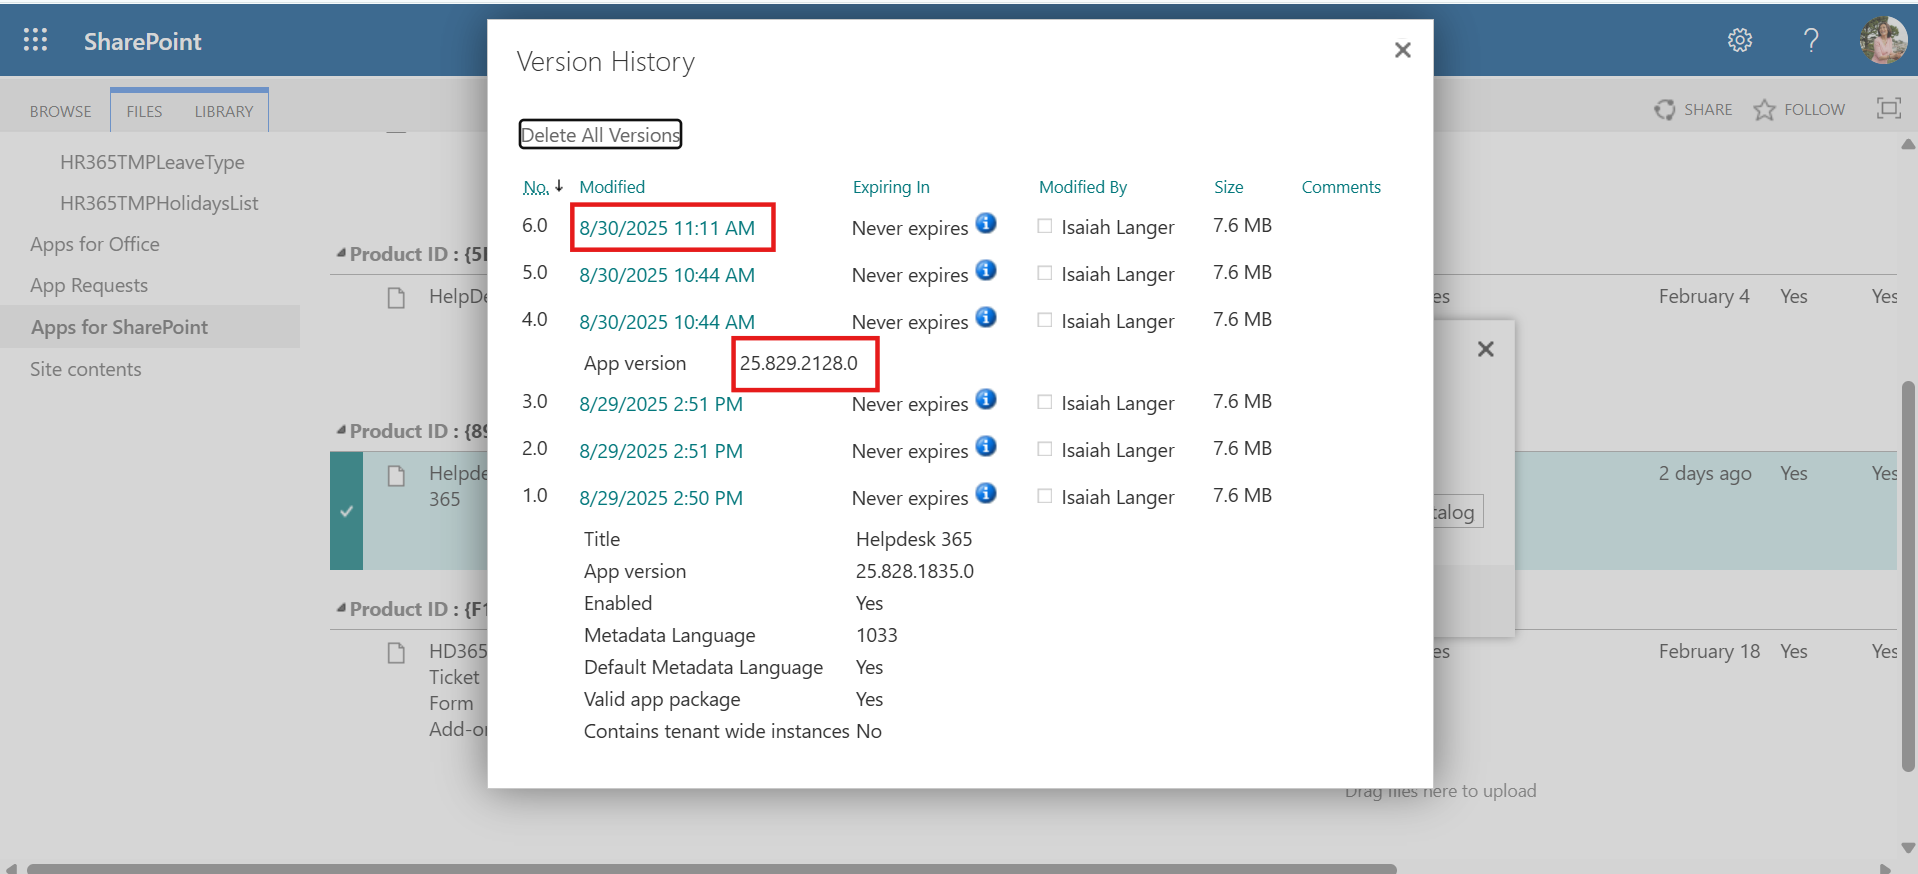 SharePoint
?
BROWSE FILES LIBRARY
SHARE FOLLOW
HR365TMPLeaveType
HR365TMPHolidaysList
Apps for Office
App Requests
Apps for SharePoint
Site contents
Product ID : {5
HelpDe
es February 4 Yes Yes
Product ID : {89
Helpde
365
2 days ago Yes Yes
talog
Product ID : {F1
HD365
Ticket
Form
Add-o
es February 18 Yes Yes
Drag files here to upload
Version History
Delete All Versions
No. Modified Expiring In Modified By Size Comments
6.0 8/30/2025 11:11 AM Never expires Isaiah Langer 7.6 MB
5.0 8/30/2025 10:44 AM Never expires Isaiah Langer 7.6 MB
4.0 8/30/2025 10:44 AM Never expires Isaiah Langer 7.6 MB
App version 25.829.2128.0
3.0 8/29/2025 2:51 PM Never expires Isaiah Langer 7.6 MB
2.0 8/29/2025 2:51 PM Never expires Isaiah Langer 7.6 MB
1.0 8/29/2025 2:50 PM Never expires Isaiah Langer 7.6 MB
Title Helpdesk 365
App version 25.828.1835.0
Enabled Yes
Metadata Language 1033
Default Metadata Language Yes
Valid app package Yes
Contains tenant wide instances No